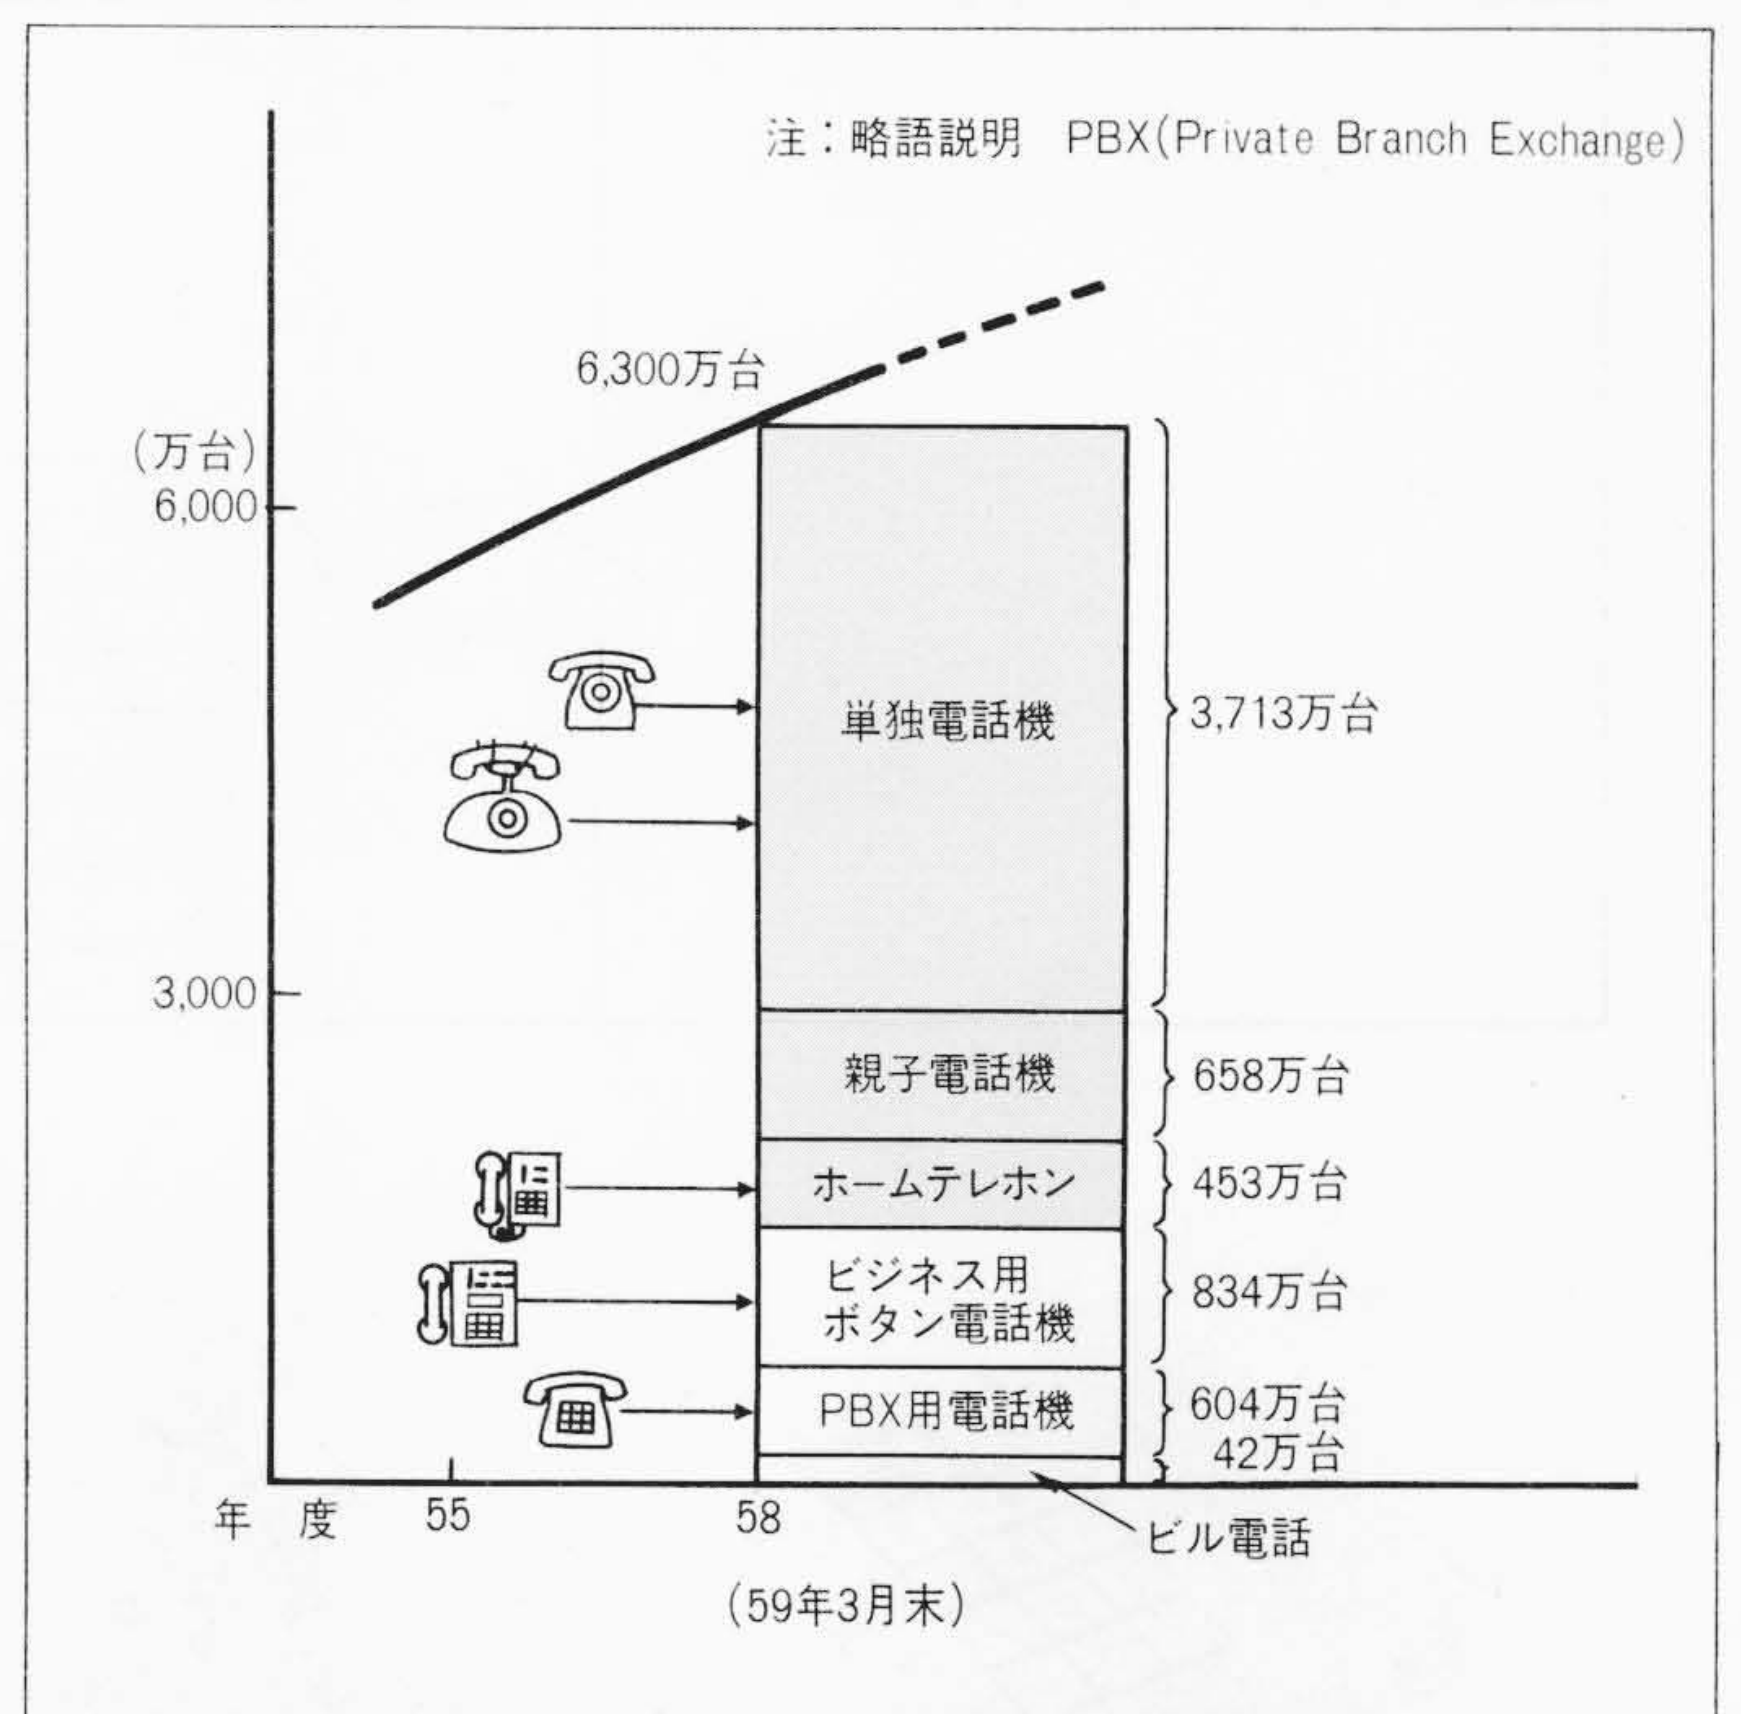 注：略語説明　PBX(Private Branch Exchange)
6,300万台
(万台)
6,000
3,000
単独電話機
3,713万台
親子電話機
658万台
ホームテレホン
453万台
ビジネス用
ボタン電話機
834万台
PBX用電話機
604万台
42万台
年　度　55　58
ビル電話
(59年3月末)